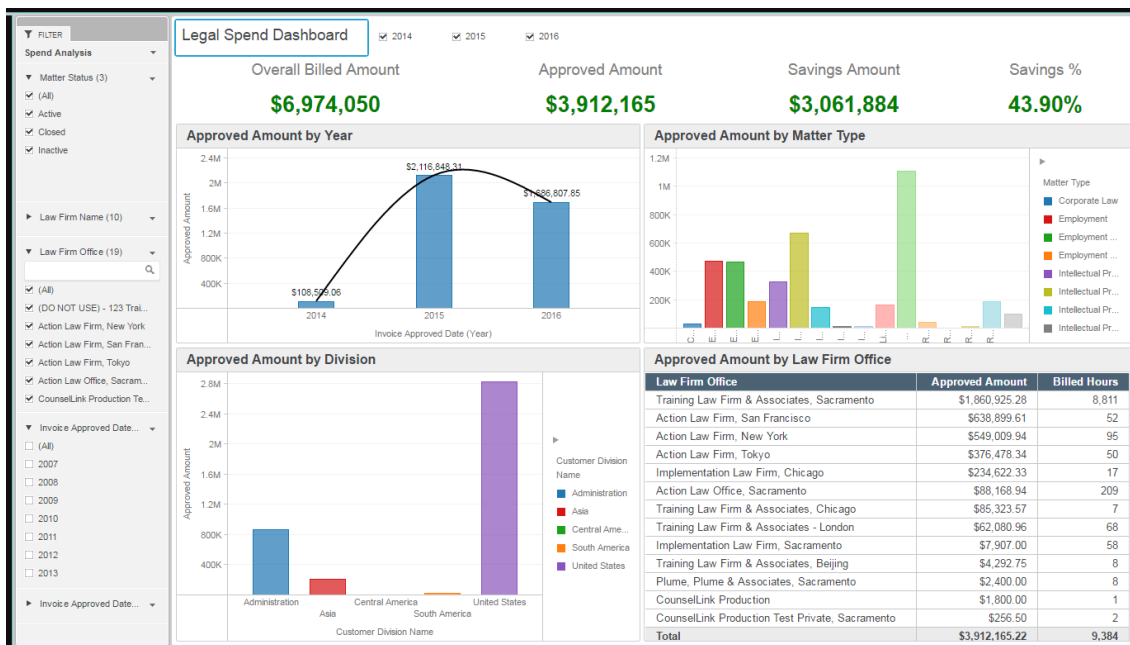 FILTER
Spend Analysis
Matter Status (3)
(All)
Active
Closed
Inactive
Law Firm Name (10)
Law Firm Office (19)
(All)
(DO NOT USE) - 123 Trai...
Action Law Firm, New York
Action Law Firm, San Fran...
Action Law Firm, Tokyo
Action Law Office, Sacram...
CounselLink Production Te...
Invoice Approved Date...
(All)
2007
2008
2009
2010
2011
2012
2013
Invoice Approved Date...
Legal Spend Dashboard 2014 2015 2016
Overall Billed Amount Approved Amount Savings Amount Savings %
$6,974,050 $3,912,165 $3,061,884 43.90%
Approved Amount by Year
2.4M
2M
1.6M
1.2M
800K
400K
Approved Amount
$2,116,848.31
$1,686,807.85
2014 2015 2016
Invoice Approved Date (Year)
Approved Amount by Matter Type
1.2M
1M
800K
600K
400K
200K
C... E... E... E... I... I... I... I... I... Li... ... R... R... R... R...
Matter Type
Corporate Law
Employment
Employment ...
Employment ...
Intellectual Pr...
Intellectual Pr...
Intellectual Pr...
Intellectual Pr...
Approved Amount by Division
2.8M
2.4M
2M
1.6M
1.2M
800K
400K
Approved Amount
Administration Central America United States
Asia South America
Customer Division Name
Customer Division
Name
Administration
Asia
Central Ame...
South America
United States
Approved Amount by Law Firm Office
Law Firm Office Approved Amount Billed Hours
Training Law Firm & Associates, Sacramento $1,860,925.28 8,811
Action Law Firm, San Francisco $638,899.61 52
Action Law Firm, New York $549,009.94 95
Action Law Firm, Tokyo $376,478.34 50
Implementation Law Firm, Chicago $234,622.33 17
Action Law Office, Sacramento $88,168.94 209
Training Law Firm & Associates, Chicago $85,323.57 7
Training Law Firm & Associates - London $62,080.96 68
Implementation Law Firm, Sacramento $7,907.00 58
Training Law Firm & Associates, Beijing $4,292.75 8
Plume, Plume & Associates, Sacramento $2,400.00 8
CounselLink Production $1,800.00 1
CounselLink Production Test Private, Sacramento $256.50 2
Total $3,912,165.22 9,384